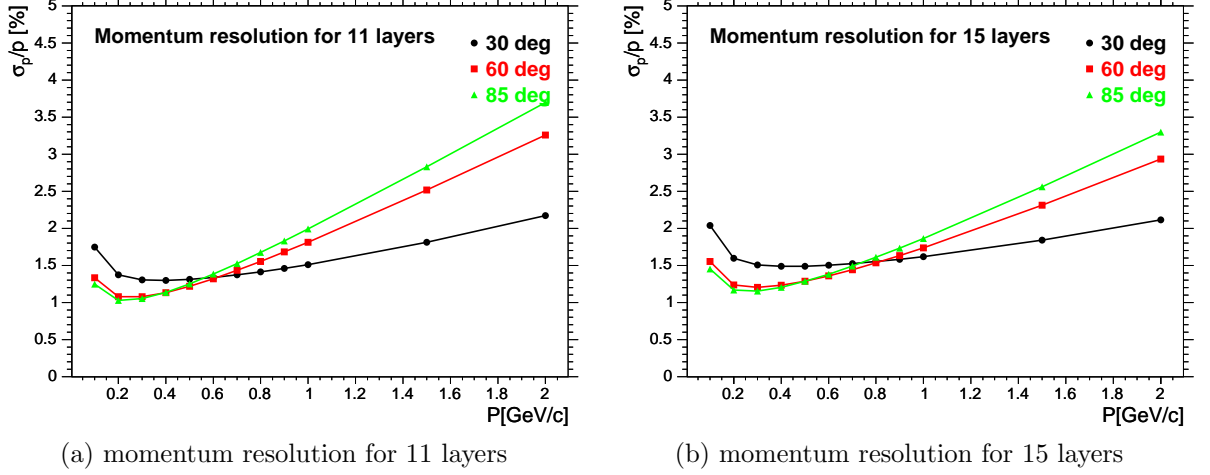 σp/p [%]
Momentum resolution for 11 layers
30 deg
60 deg
85 deg
5
4.5
4
3.5
3
2.5
2
1.5
1
0.5
0
0.2 0.4 0.6 0.8 1 1.2 1.4 1.6 1.8 2
P[GeV/c]
(a) momentum resolution for 11 layers
σp/p [%]
Momentum resolution for 15 layers
30 deg
60 deg
85 deg
5
4.5
4
3.5
3
2.5
2
1.5
1
0.5
0
0.2 0.4 0.6 0.8 1 1.2 1.4 1.6 1.8 2
P[GeV/c]
(b) momentum resolution for 15 layers